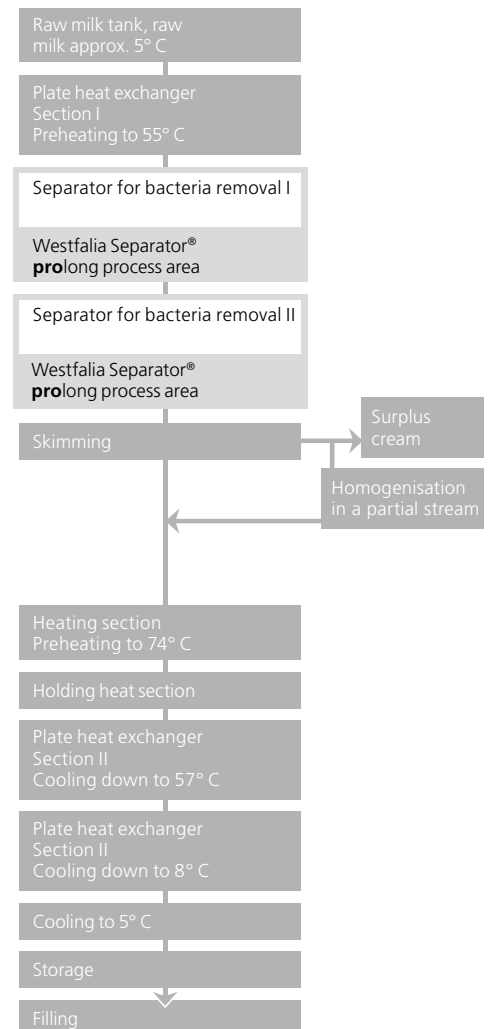 Raw milk tank, raw
milk approx. 5° C
Plate heat exchanger
Section I
Preheating to 55° C
Separator for bacteria removal I
Westfalia Separator®
prolong process area
Separator for bacteria removal II
Westfalia Separator®
prolong process area
Skimming
Surplus
cream
Homogenisation
in a partial stream
Heating section
Preheating to 74° C
Holding heat section
Plate heat exchanger
Section II
Cooling down to 57° C
Plate heat exchanger
Section II
Cooling down to 8° C
Cooling to 5° C
Storage
Filling